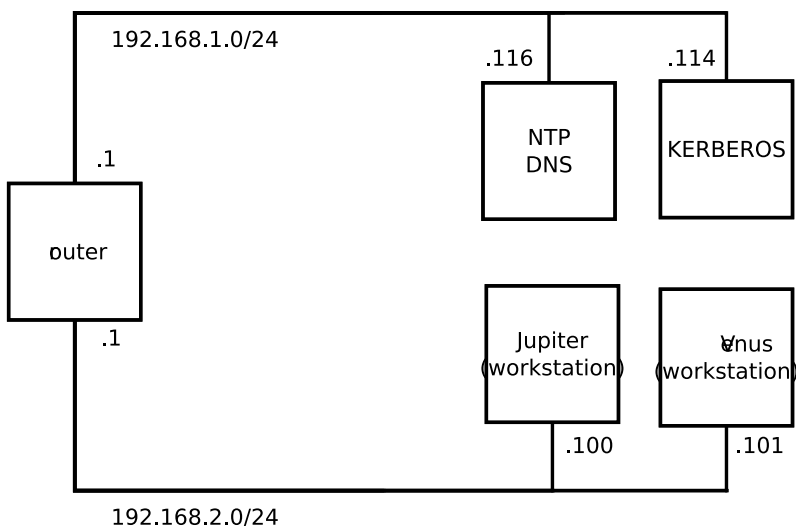 192.168.1.0/24
.116
.114
NTP
DNS
KERBEROS
.1
router
.1
Jupiter
(workstation)
Venus
(workstation)
.100
.101
192.168.2.0/24